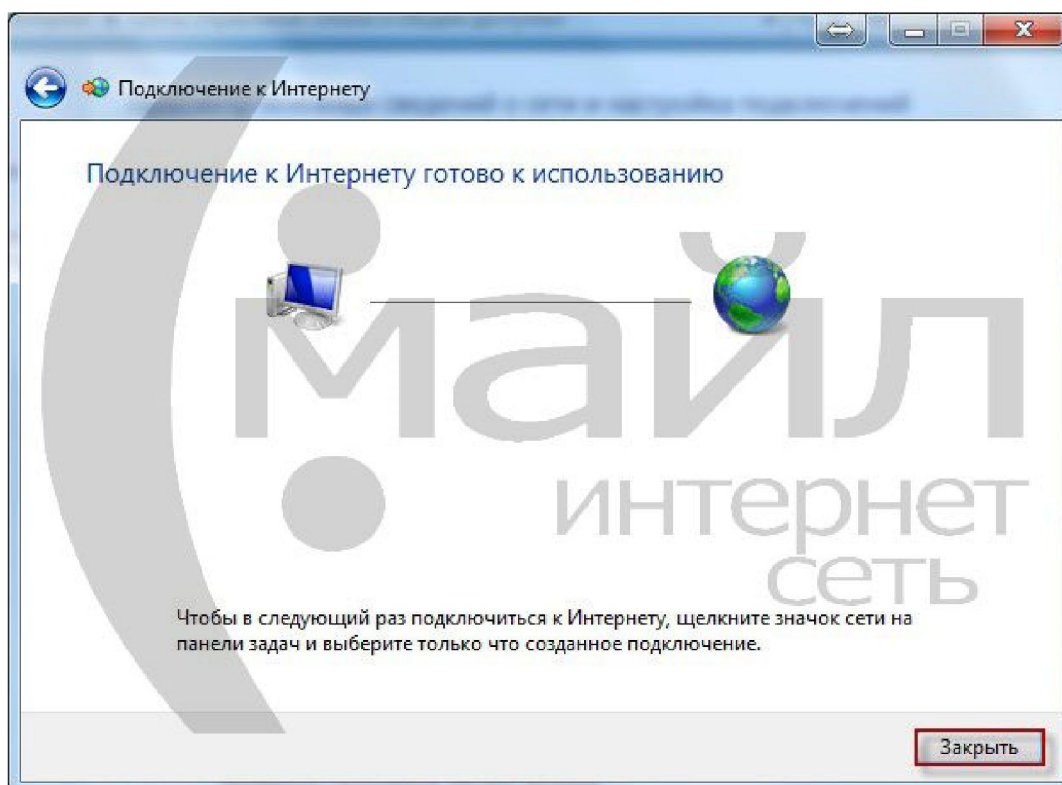 Подключение к Интернету
Подключение к Интернету готово к использованию
майл
интернет
сеть
Чтобы в следующий раз подключиться к Интернету, щелкните значок сети на
панели задач и выберите только что созданное подключение.
Закрыть